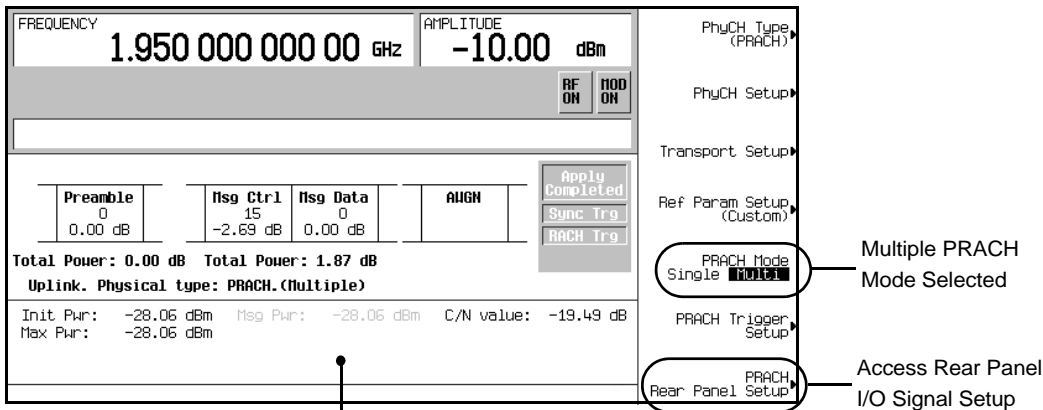 FREQUENCY
1.950 000 000 00 GHz
AMPLITUDE
-10.00 dBm
RF ON
MOD ON
Preamble
0
0.00 dB
Msg Ctrl
15
-2.69 dB
Msg Data
0
0.00 dB
AWGN
Apply
Completed
Sync Trg
RACH Trg
Total Power: 0.00 dB Total Power: 1.87 dB
Uplink. Physical type: PRACH.(Multiple)
Init Pwr: -28.06 dBm Msg Pwr: -28.06 dBm C/N value: -19.49 dB
Max Pwr: -28.06 dBm
PhyCH Type
(PRACH)
PhyCH Setup
Transport Setup
Ref Param Setup
(Custom)
PRACH Mode
Single Multi
PRACH Trigger
Setup
PRACH
Rear Panel Setup
Multiple PRACH
Mode Selected
Access Rear Panel
I/O Signal Setup